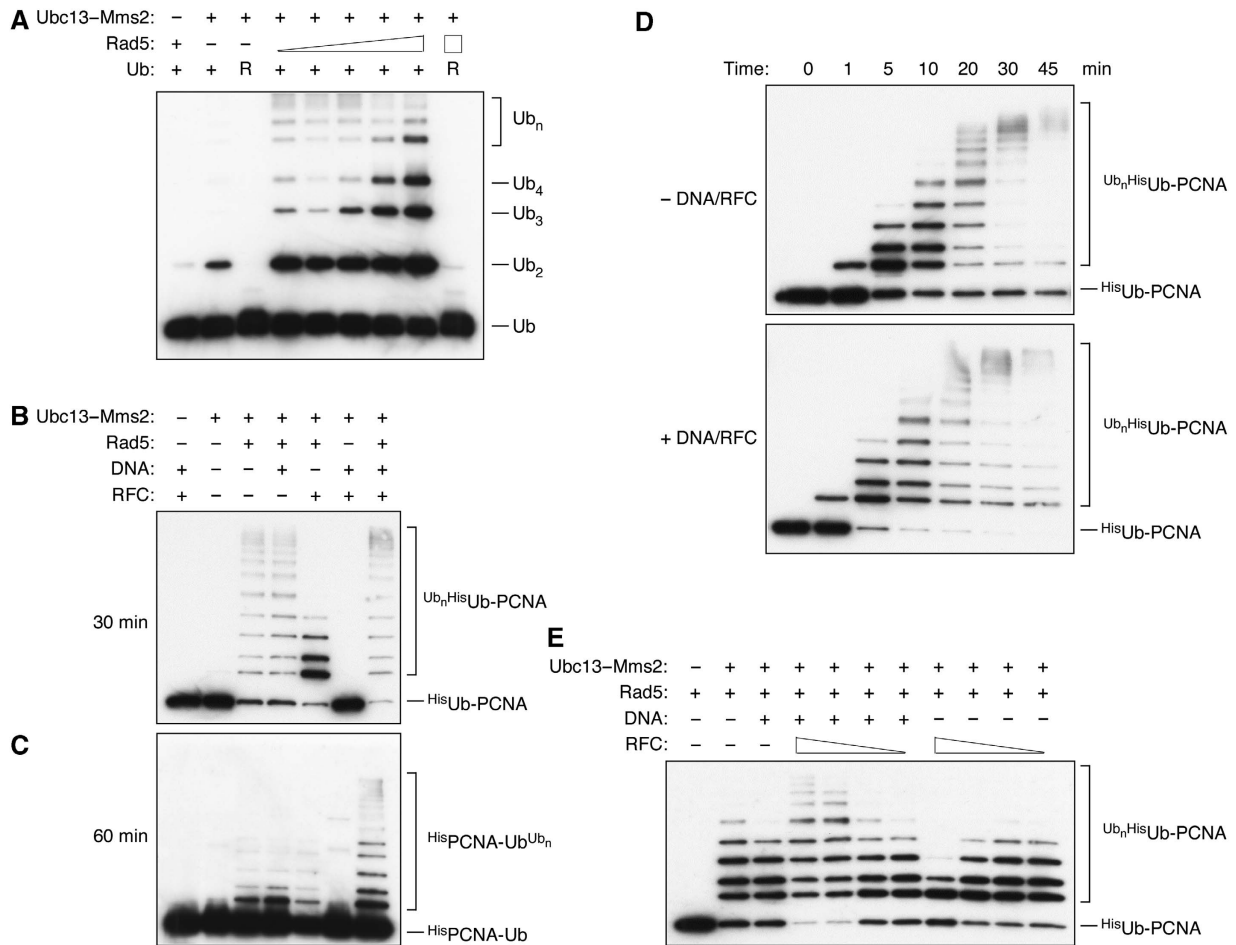 A
Ubc13–Mms2: – + + + + + + + +
Rad5: + – –
Ub: + + R + + + + + R
Ubn
Ub4
Ub3
Ub2
Ub
B
Ubc13–Mms2: – + + + + + +
Rad5: – – + + + – +
DNA: + – – + – + +
RFC: + – – – + + +
30 min
UbnHisUb-PCNA
HisUb-PCNA
C
60 min
HisPCNA-UbUbn
HisPCNA-Ub
D
Time: 0 1 5 10 20 30 45 min
– DNA/RFC
UbnHisUb-PCNA
HisUb-PCNA
+ DNA/RFC
UbnHisUb-PCNA
HisUb-PCNA
E
Ubc13–Mms2: – + + + + + + + + + +
Rad5: + + + + + + + + + + +
DNA: – – + + + + + – – – –
RFC: – – –
UbnHisUb-PCNA
HisUb-PCNA